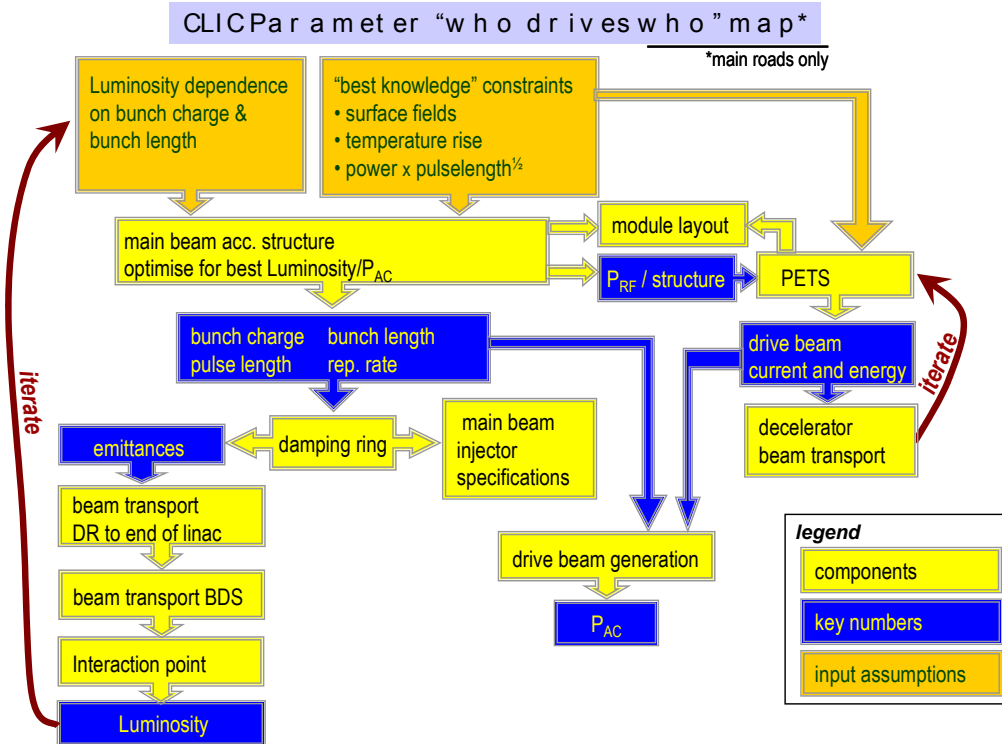 CLIC Parameter “who drives who” map*
*main roads only
Luminosity dependence
on bunch charge &
bunch length
“best knowledge” constraints
• surface fields
• temperature rise
• power x pulselength½
main beam acc. structure
optimise for best Luminosity/PAC
module layout
PRF / structure
PETS
bunch charge bunch length
pulse length rep. rate
drive beam
current and energy
iterate
iterate
emittances
damping ring
main beam
injector
specifications
decelerator
beam transport
beam transport
DR to end of linac
drive beam generation
beam transport BDS
PAC
Interaction point
Luminosity
legend
components
key numbers
input assumptions